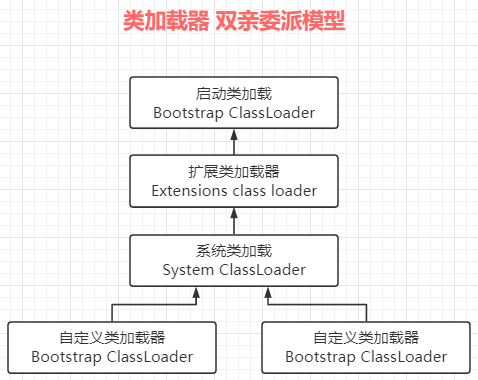 类加载器 双亲委派模型
启动类加载
Bootstrap ClassLoader
扩展类加载器
Extensions class loader
系统类加载
System ClassLoader
自定义类加载器
Bootstrap ClassLoader
自定义类加载器
Bootstrap ClassLoader